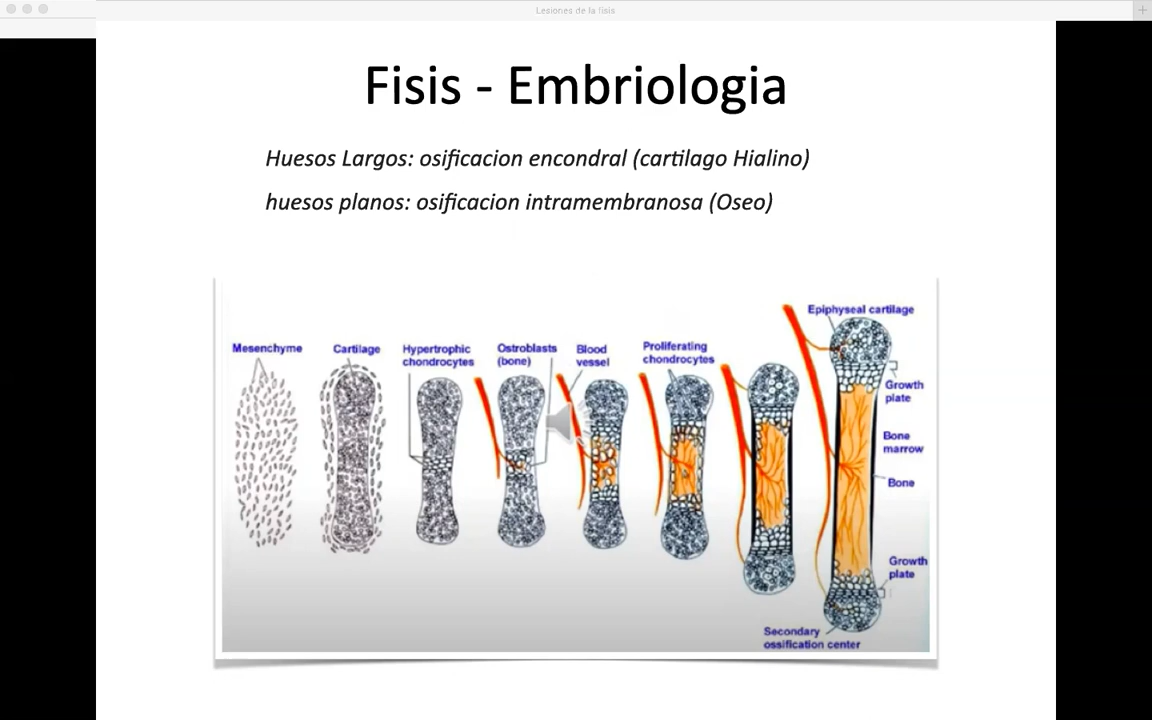 Lesiones de la fisis
Fisis - Embriologia
Huesos Largos: osificacion encondral (cartilago Hialino)
huesos planos: osificacion intramembranosa (Oseo)
Mesenchyme
Cartilage
Hypertrophic
chondrocytes
Ostroblasts
(bone)
Blood
vessel
Proliferating
chondrocytes
Epiphyseal cartilage
Growth
plate
Bone
marrow
Bone
Growth
plate
Secondary
ossification center